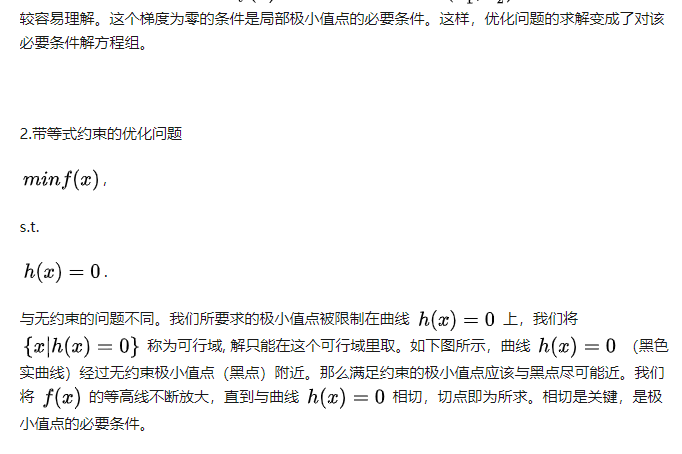 较容易理解。这个梯度为零的条件是局部极小值点的必要条件。这样，优化问题的求解变成了对该
必要条件解方程组。
2.带等式约束的优化问题
min f(x),
s.t.
h(x) = 0.
与无约束的问题不同。我们所要求的极小值点被限制在曲线 h(x) = 0 上，我们将
{x|h(x) = 0} 称为可行域, 解只能在这个可行域里取。如下图所示，曲线 h(x) = 0 （黑色
实曲线）经过无约束极小值点（黑点）附近。那么满足约束的极小值点应该与黑点尽可能近。我们
将 f(x) 的等高线不断放大，直到与曲线 h(x) = 0 相切，切点即为所求。相切是关键，是极
小值点的必要条件。